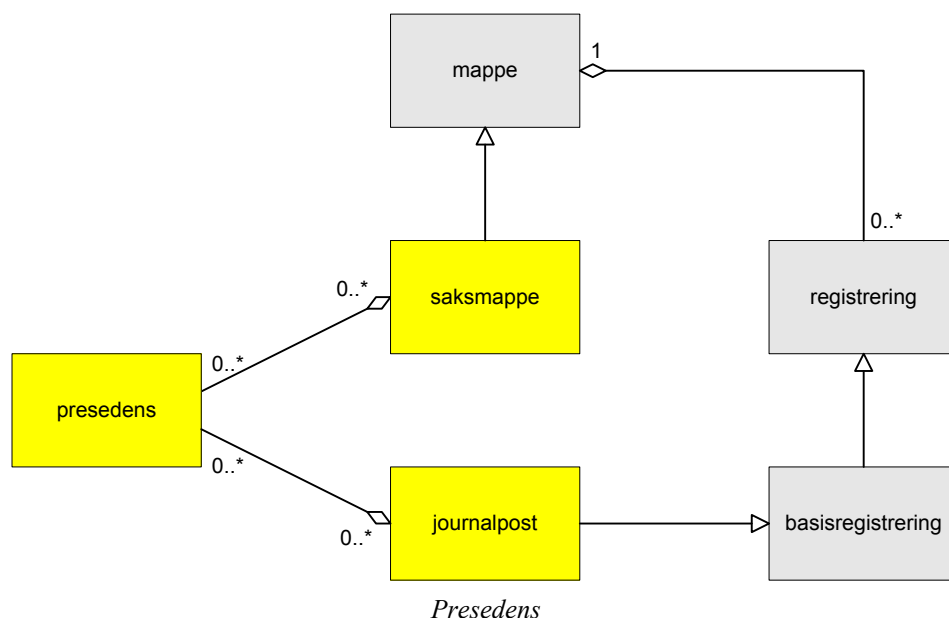 1
mappe
0..*
0..*
saksmappe
registrering
0..*
presedens
0..*
journalpost
basisregistrering
0..*
Presedens